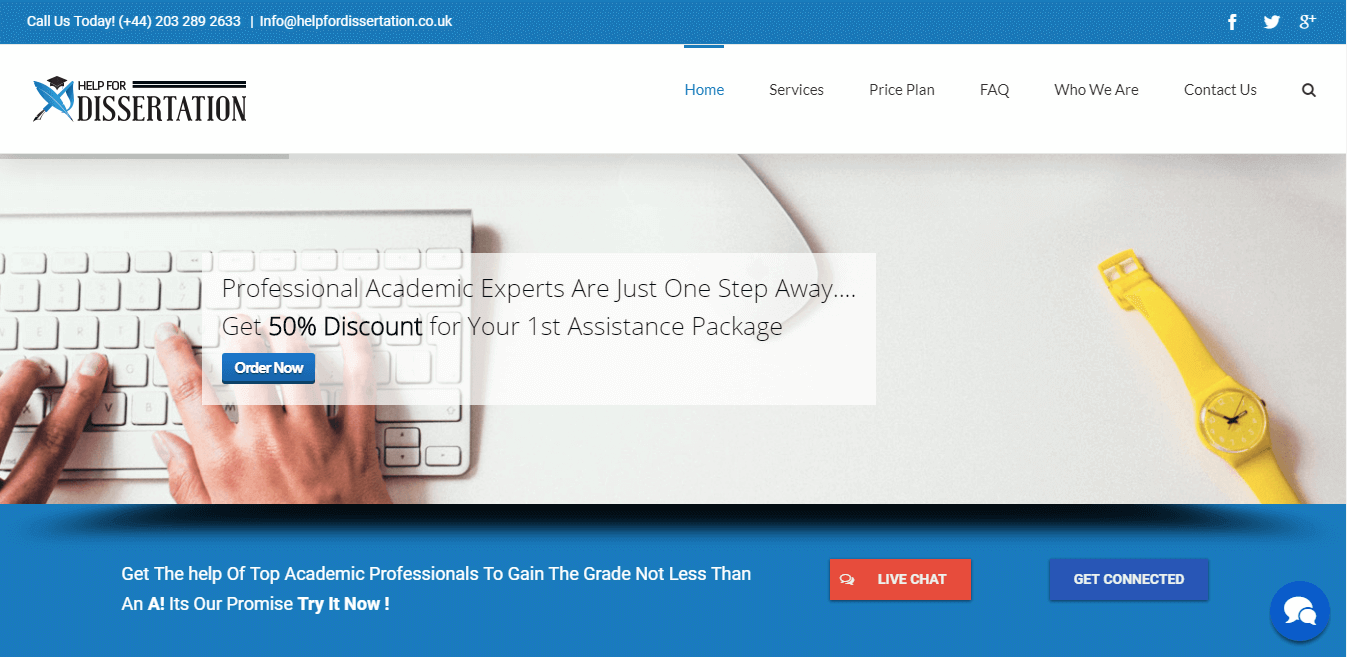 Call Us Today! (+44) 203 289 2633 | Info@helpfordissertation.co.uk
HELP FOR
DISSERTATION
Home Services Price Plan FAQ Who We Are Contact Us
Professional Academic Experts Are Just One Step Away....
Get 50% Discount for Your 1st Assistance Package
Order Now
Get The help Of Top Academic Professionals To Gain The Grade Not Less Than
An A! Its Our Promise Try It Now !
LIVE CHAT
GET CONNECTED